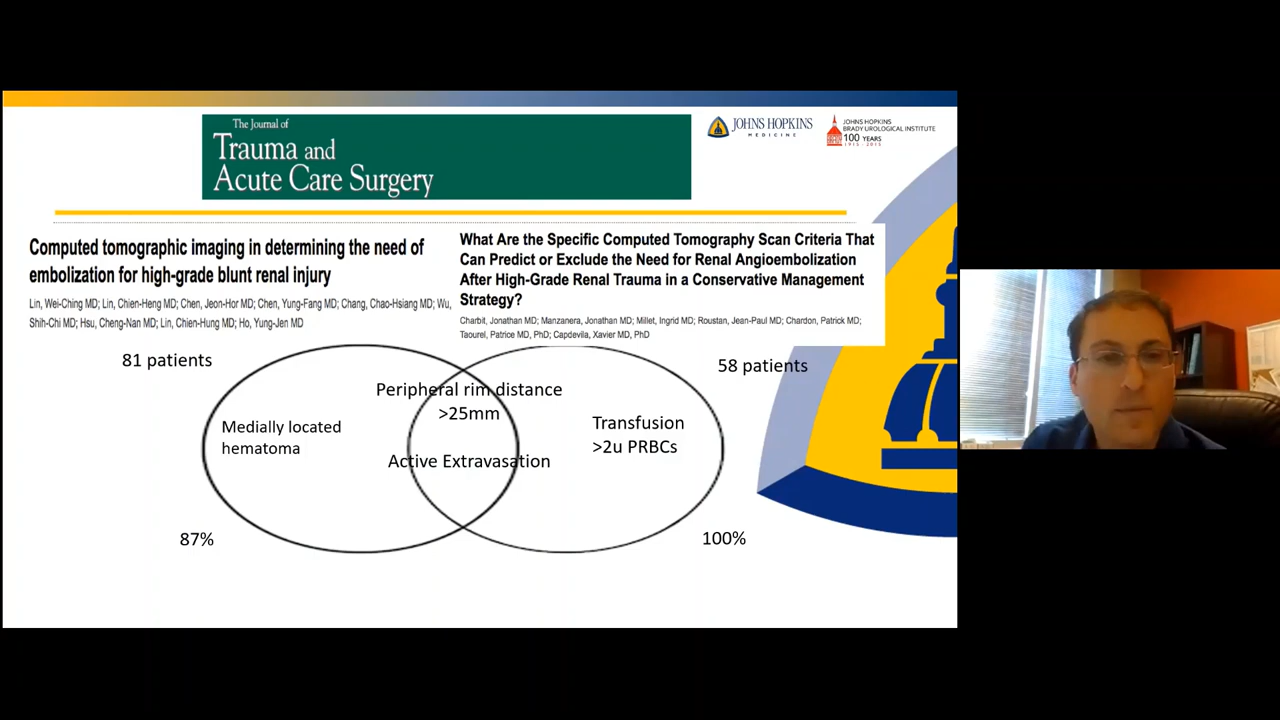 The Journal of
Trauma and
Acute Care Surgery
JOHNS HOPKINS
MEDICINE
JOHNS HOPKINS
BRADY UROLOGICAL INSTITUTE
100 YEARS
1915-2015
Computed tomographic imaging in determining the need of
embolization for high-grade blunt renal injury
Lin, Wei-Ching MD; Lin, Chien-Heng MD; Chen, Jeon-Hor MD; Chen, Yung-Fang MD; Chang, Chao-Hsiang MD; Wu,
Shih-Chi MD; Hsu, Cheng-Nan MD; Lin, Chien-Hung MD; Ho, Yung-Jen MD
What Are the Specific Computed Tomography Scan Criteria That
Can Predict or Exclude the Need for Renal Angioembolization
After High-Grade Renal Trauma in a Conservative Management
Strategy?
Charbit, Jonathan MD; Manzanera, Jonathan MD; Millet, Ingrid MD; Roustan, Jean-Paul MD; Chardon, Patrick MD;
Taourel, Patrice MD, PhD; Capdevila, Xavier MD, PhD
81 patients
58 patients
Medially located
hematoma
Peripheral rim distance
>25mm
Active Extravasation
Transfusion
>2u PRBCs
87%
100%